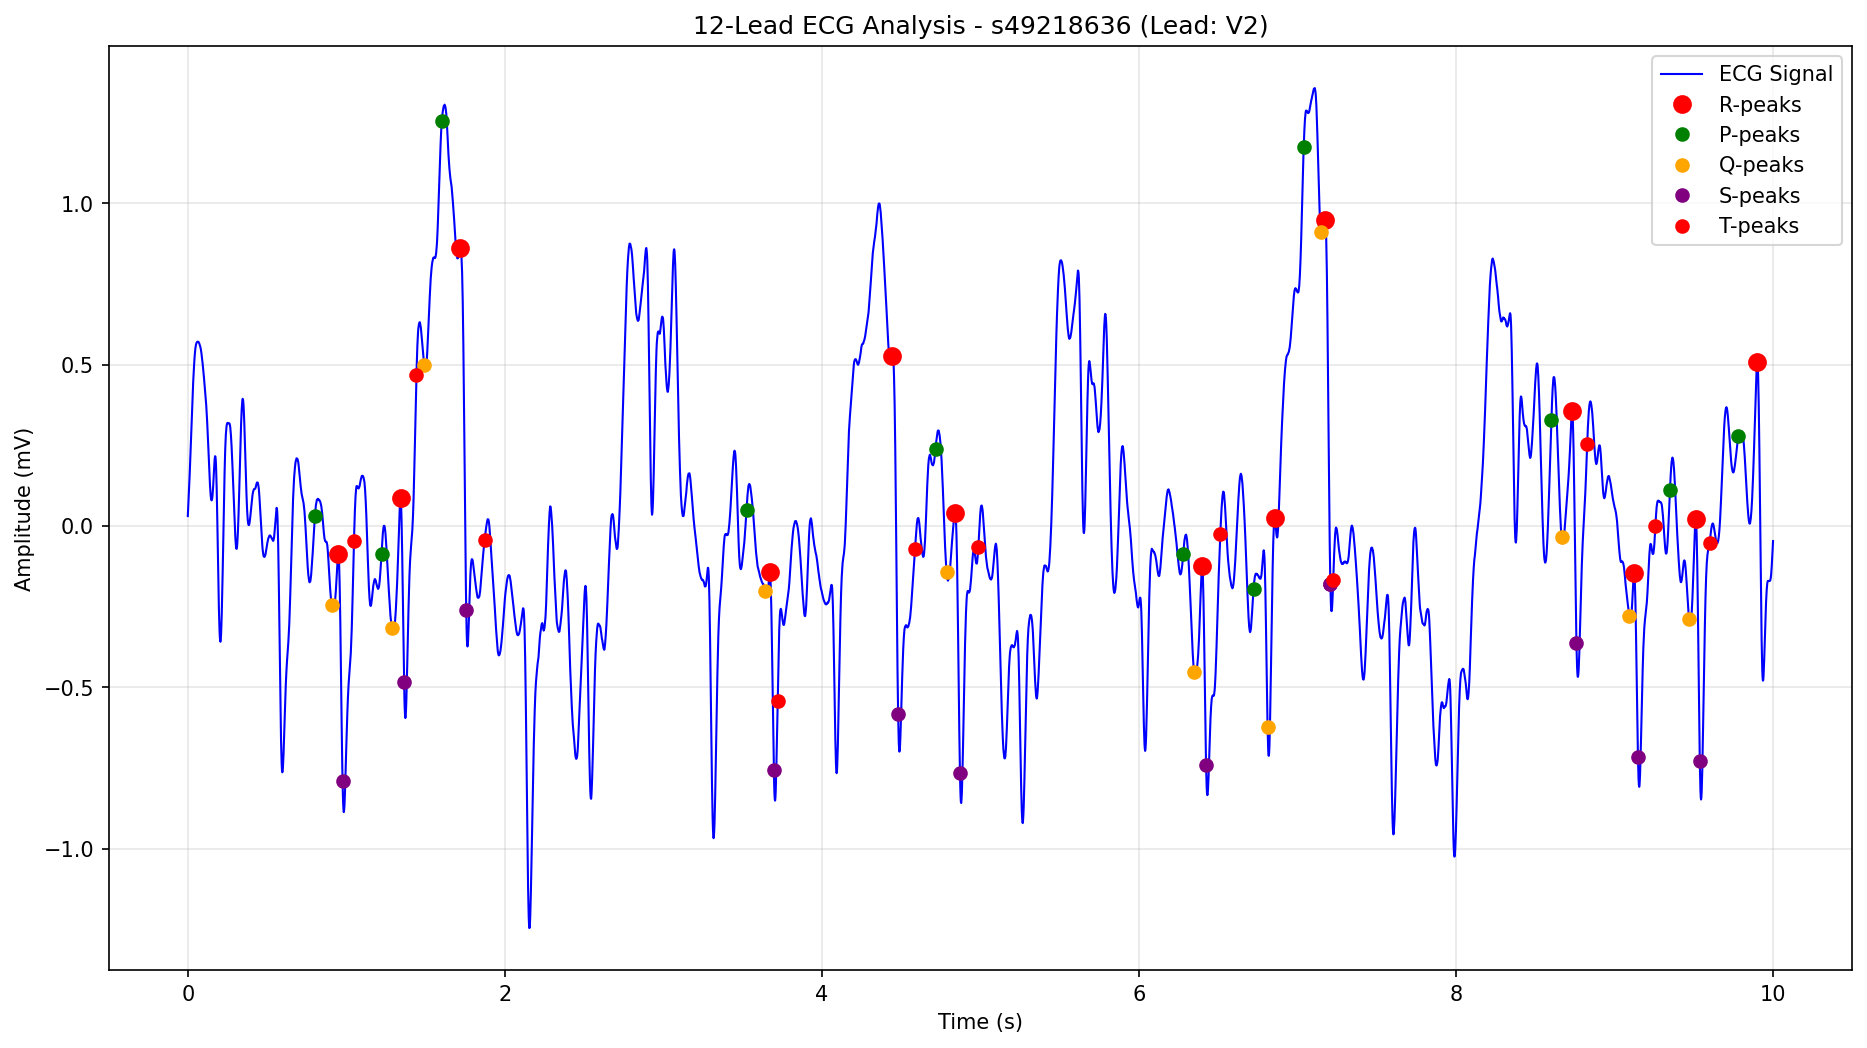 12-Lead ECG Analysis - s49218636 (Lead: V2)
ECG Signal
R-peaks
P-peaks
Q-peaks
S-peaks
T-peaks
Amplitude (mV)
1.0
0.5
0.0
−0.5
−1.0
0 2 4 6 8 10
Time (s)